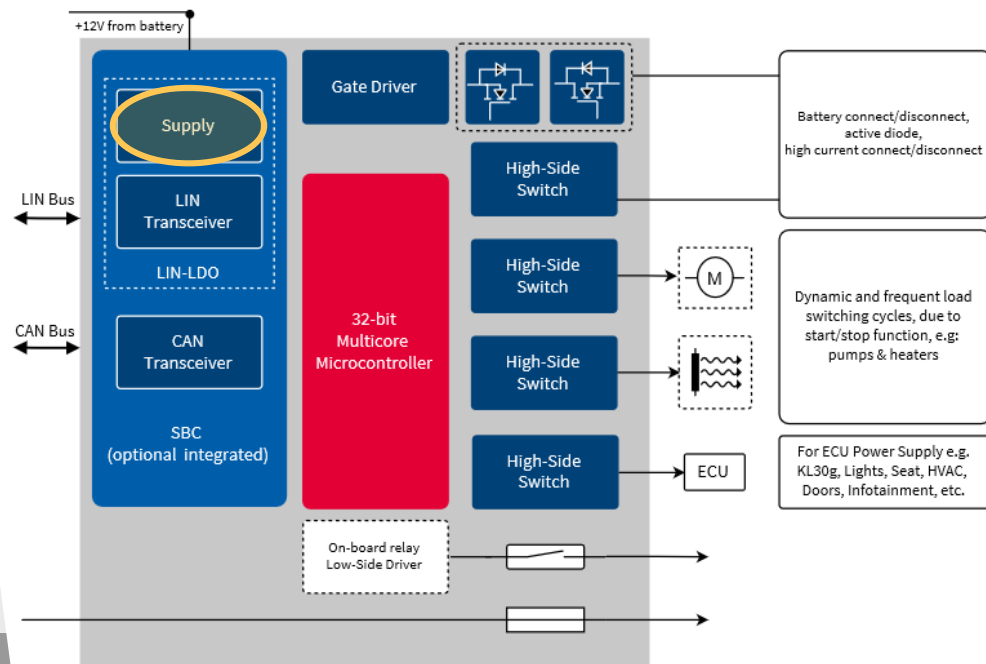 +12V from battery
Supply
LIN
Transceiver
LIN-LDO
LIN Bus
CAN Bus
CAN
Transceiver
SBC
(optional integrated)
Gate Driver
32-bit
Multicore
Microcontroller
On-board relay
Low-Side Driver
High-Side
Switch
High-Side
Switch
M
High-Side
Switch
High-Side
Switch
ECU
Battery connect/disconnect,
active diode,
high current connect/disconnect
Dynamic and frequent load
switching cycles, due to
start/stop function, e.g:
pumps & heaters
For ECU Power Supply e.g.
KL30g, Lights, Seat, HVAC,
Doors, Infotainment, etc.